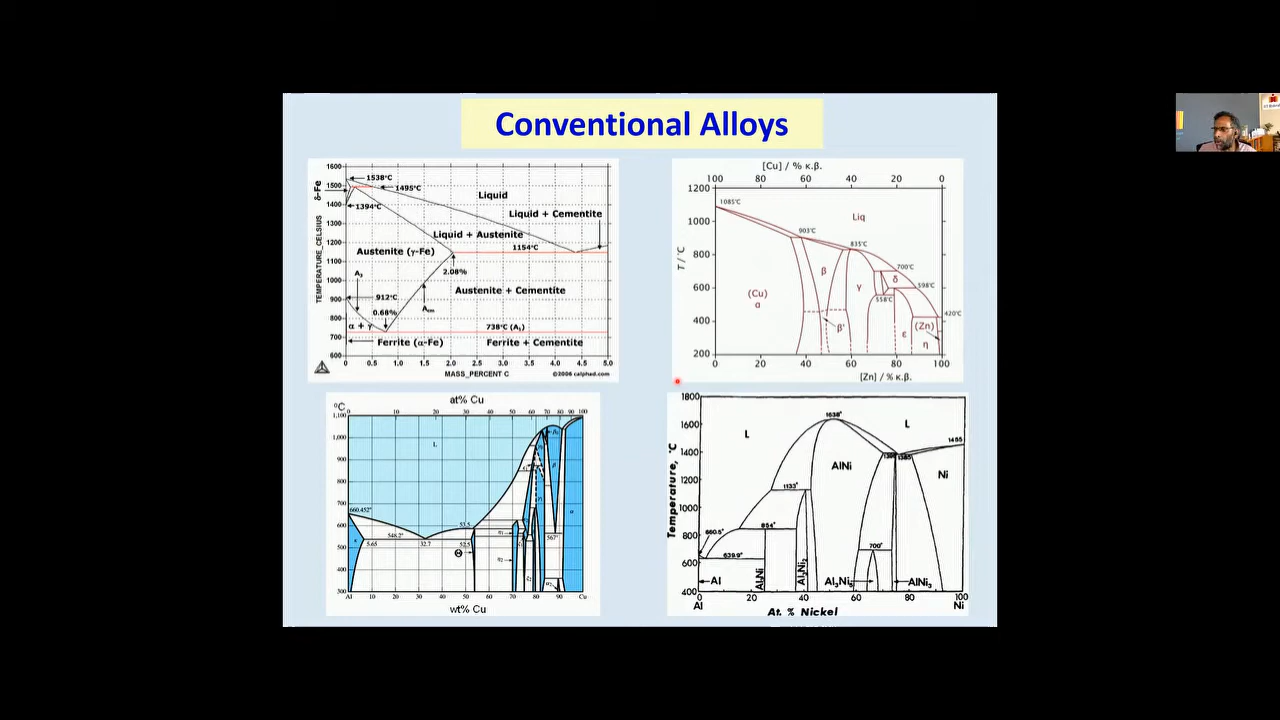 Conventional Alloys
1600
1500
1400
1300
1200
1100
1000
900
800
700
600
TEMPERATURE_CELSIUS
δ-Fe
1538°C
1495°C
1394°C
Liquid
Liquid + Cementite
Liquid + Austenite
1154°C
Austenite (γ-Fe)
2.08%
A3
Austenite + Cementite
912°C
Acm
0.68%
α + γ
738°C (A1)
Ferrite (α-Fe)
Ferrite + Cementite
0.0 0.5 1.0 1.5 2.0 2.5 3.0 3.5 4.0 4.5 5.0
MASS_PERCENT C
©2006 calphad.com
[Cu] / % к.β.
100 80 60 40 20 0
1200
1000
800
600
400
200
T / °C
1085℃
Liq
903℃
835℃
β
700℃
γ
δ
598℃
(Cu)
α
558℃
420℃
β'
ε
(Zn)
η
0 20 40 60 80 100
[Zn] / % к.β.
at% Cu
°C
0 10 20 30 40 50 60 70 80 90 100
1,100
1,000
900
800
700
600
500
400
300
L
660.452°
53.5
548.2°
5.65
32.7
52.5
567°
κ
β
α
Θ
η1
η2
ζ2
α2
Al 10 20 30 40 50 60 70 80 90 Cu
wt% Cu
1800
1600
1400
1200
1000
800
600
400
Temperature, °C
1638°
L
L
1455
1385°
AlNi
Ni
1133°
854°
660.5°
700°
639.9°
Al
Al3Ni
Al3Ni2
Al3Ni5
AlNi3
0 20 40 60 80 100
Al
At. % Nickel
Ni